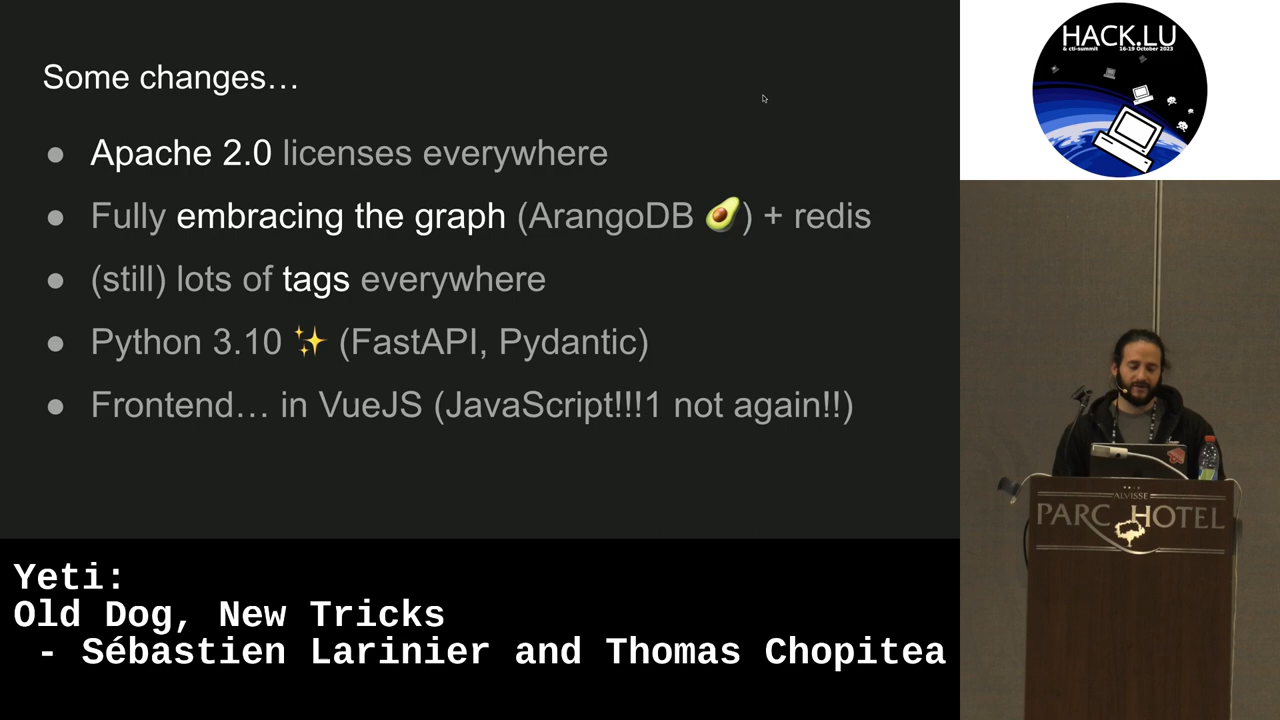 Some changes…
● Apache 2.0 licenses everywhere
● Fully embracing the graph (ArangoDB 🥑) + redis
● (still) lots of tags everywhere
● Python 3.10 ✨ (FastAPI, Pydantic)
● Frontend… in VueJS (JavaScript!!!1 not again!!)
HACK.LU
& cti-summit 16-19 October 2023
ALVISSE
PARC HOTEL
Yeti:
Old Dog, New Tricks
- Sébastien Larinier and Thomas Chopitea